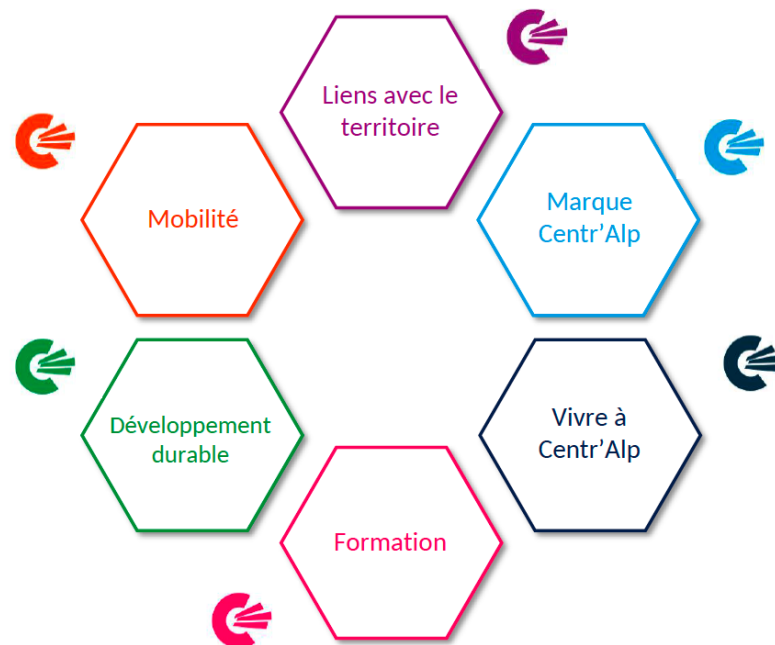 Liens avec le
territoire
Marque
Centr’Alp
Vivre à
Centr’Alp
Formation
Développement
durable
Mobilité